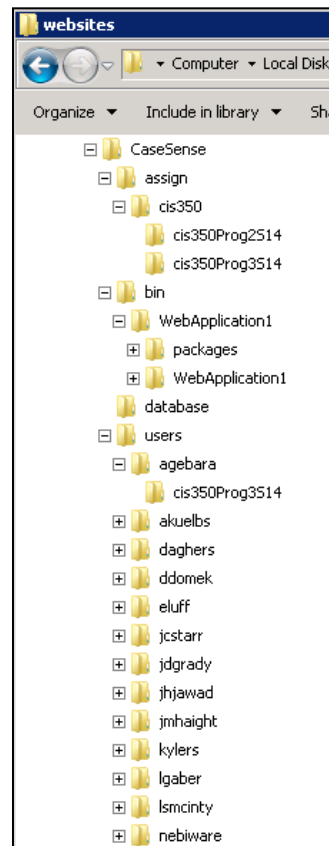 websites
Computer Local Disk
Organize Include in library Sh
CaseSense
assign
cis350
cis350Prog2S14
cis350Prog3S14
bin
WebApplication1
packages
WebApplication1
database
users
agebara
cis350Prog3S14
akuelbs
daghers
ddomek
eluff
jcstarr
jdgrady
jhjawad
jmhaight
kylers
lgaber
lsmcinty
nebiware